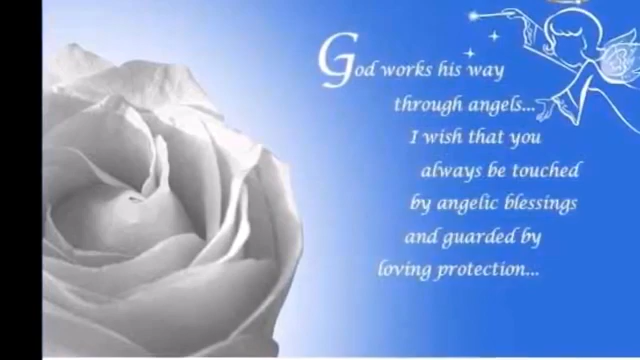 God works his way
through angels...
I wish that you
always be touched
by angelic blessings
and guarded by
loving protection...